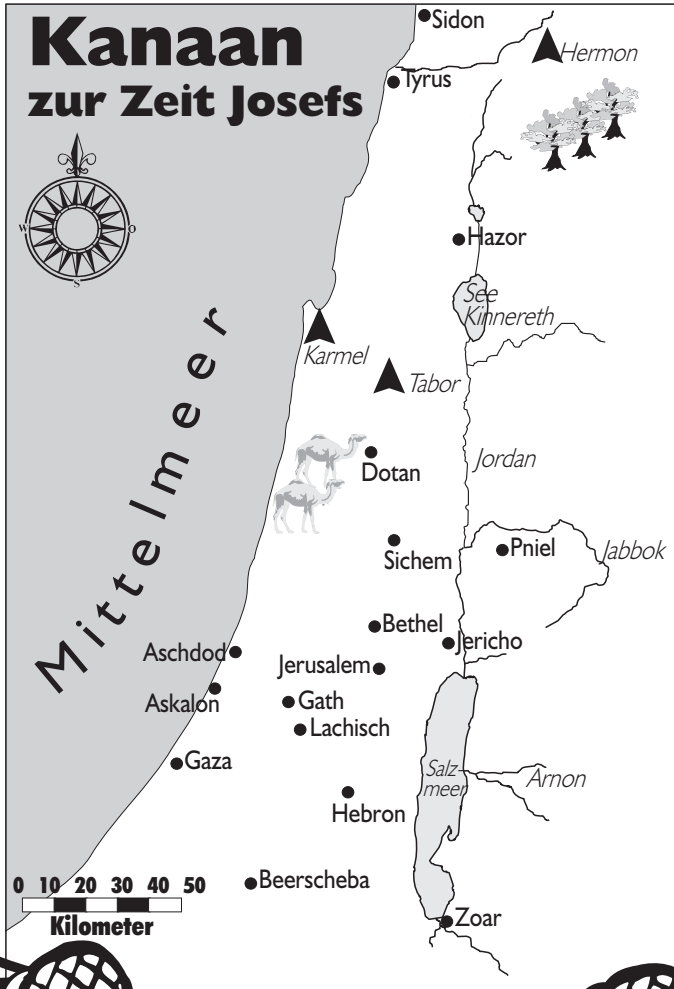 Kanaan
zur Zeit Josefs
Sidon
Hermon
Tyrus
W
O
S
Hazor
See
Kinnereth
Karmel
Tabor
Mittelmeer
Dotan
Jordan
Sichem
Pniel
Jabbok
Bethel
Jericho
Aschdod
Jerusalem
Askalon
Gath
Lachisch
Gaza
Salz-
meer
Arnon
Hebron
Beerscheba
0 10 20 30 40 50
Kilometer
Zoar